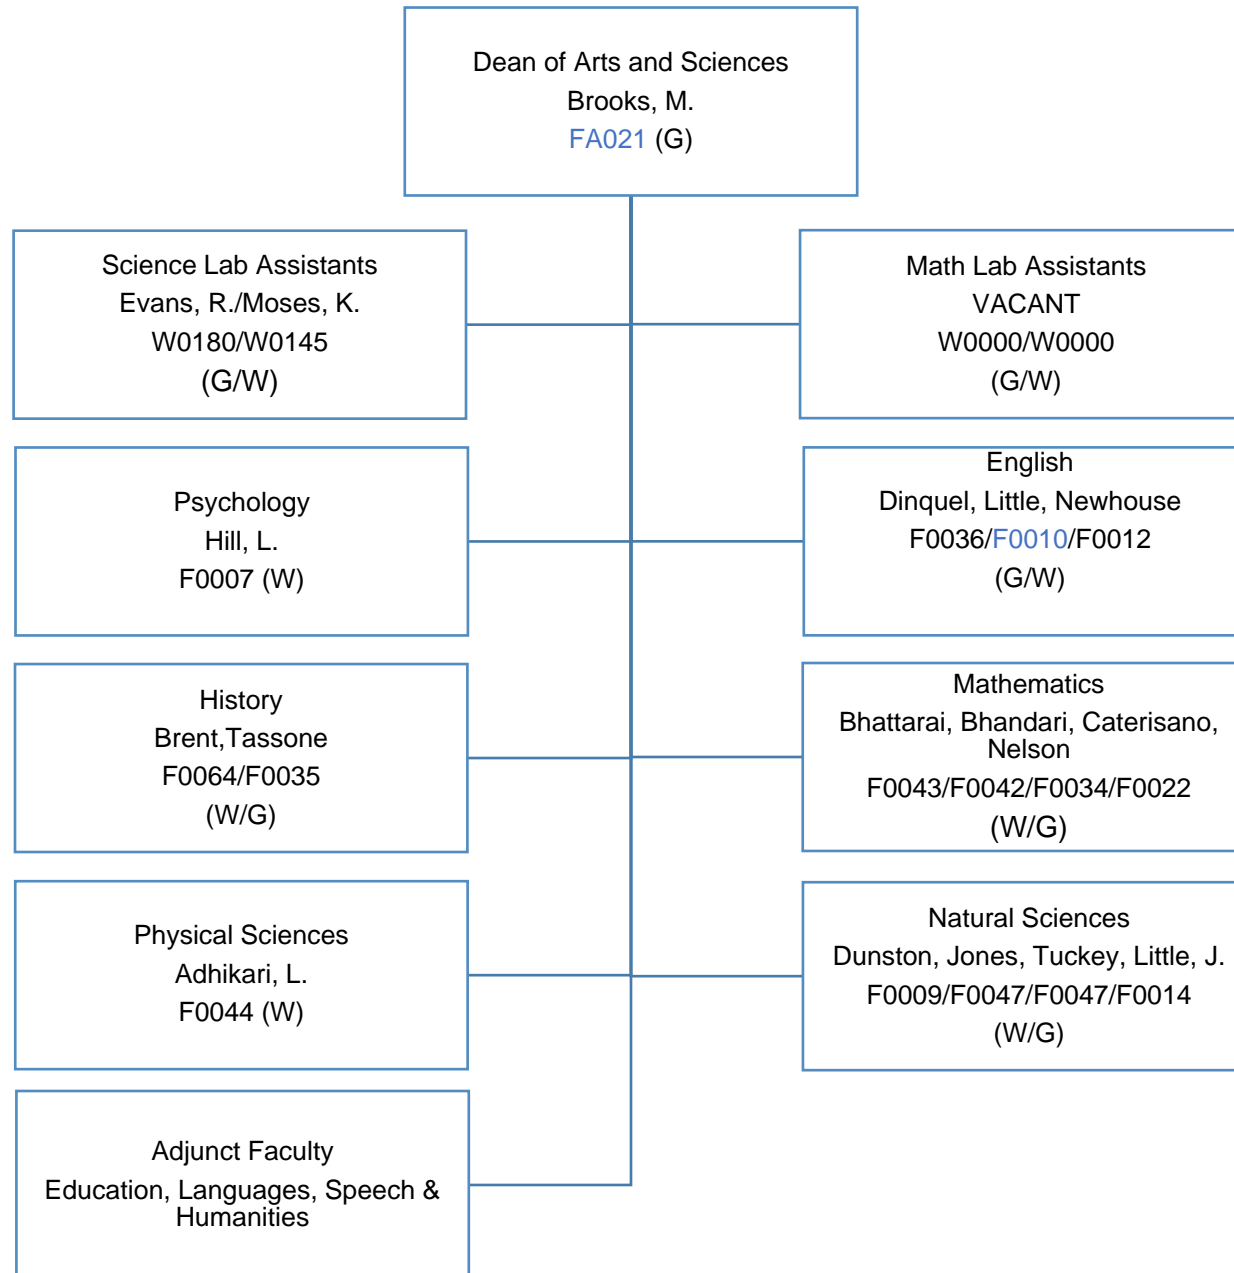 Dean of Arts and Sciences
Brooks, M.
FA021 (G)
Science Lab Assistants
Evans, R./Moses, K.
W0180/W0145
(G/W)
Math Lab Assistants
VACANT
W0000/W0000
(G/W)
Psychology
Hill, L.
F0007 (W)
English
Dinquel, Little, Newhouse
F0036/F0010/F0012
(G/W)
History
Brent,Tassone
F0064/F0035
(W/G)
Mathematics
Bhattarai, Bhandari, Caterisano,
Nelson
F0043/F0042/F0034/F0022
(W/G)
Physical Sciences
Adhikari, L.
F0044 (W)
Natural Sciences
Dunston, Jones, Tuckey, Little, J.
F0009/F0047/F0047/F0014
(W/G)
Adjunct Faculty
Education, Languages, Speech &
Humanities